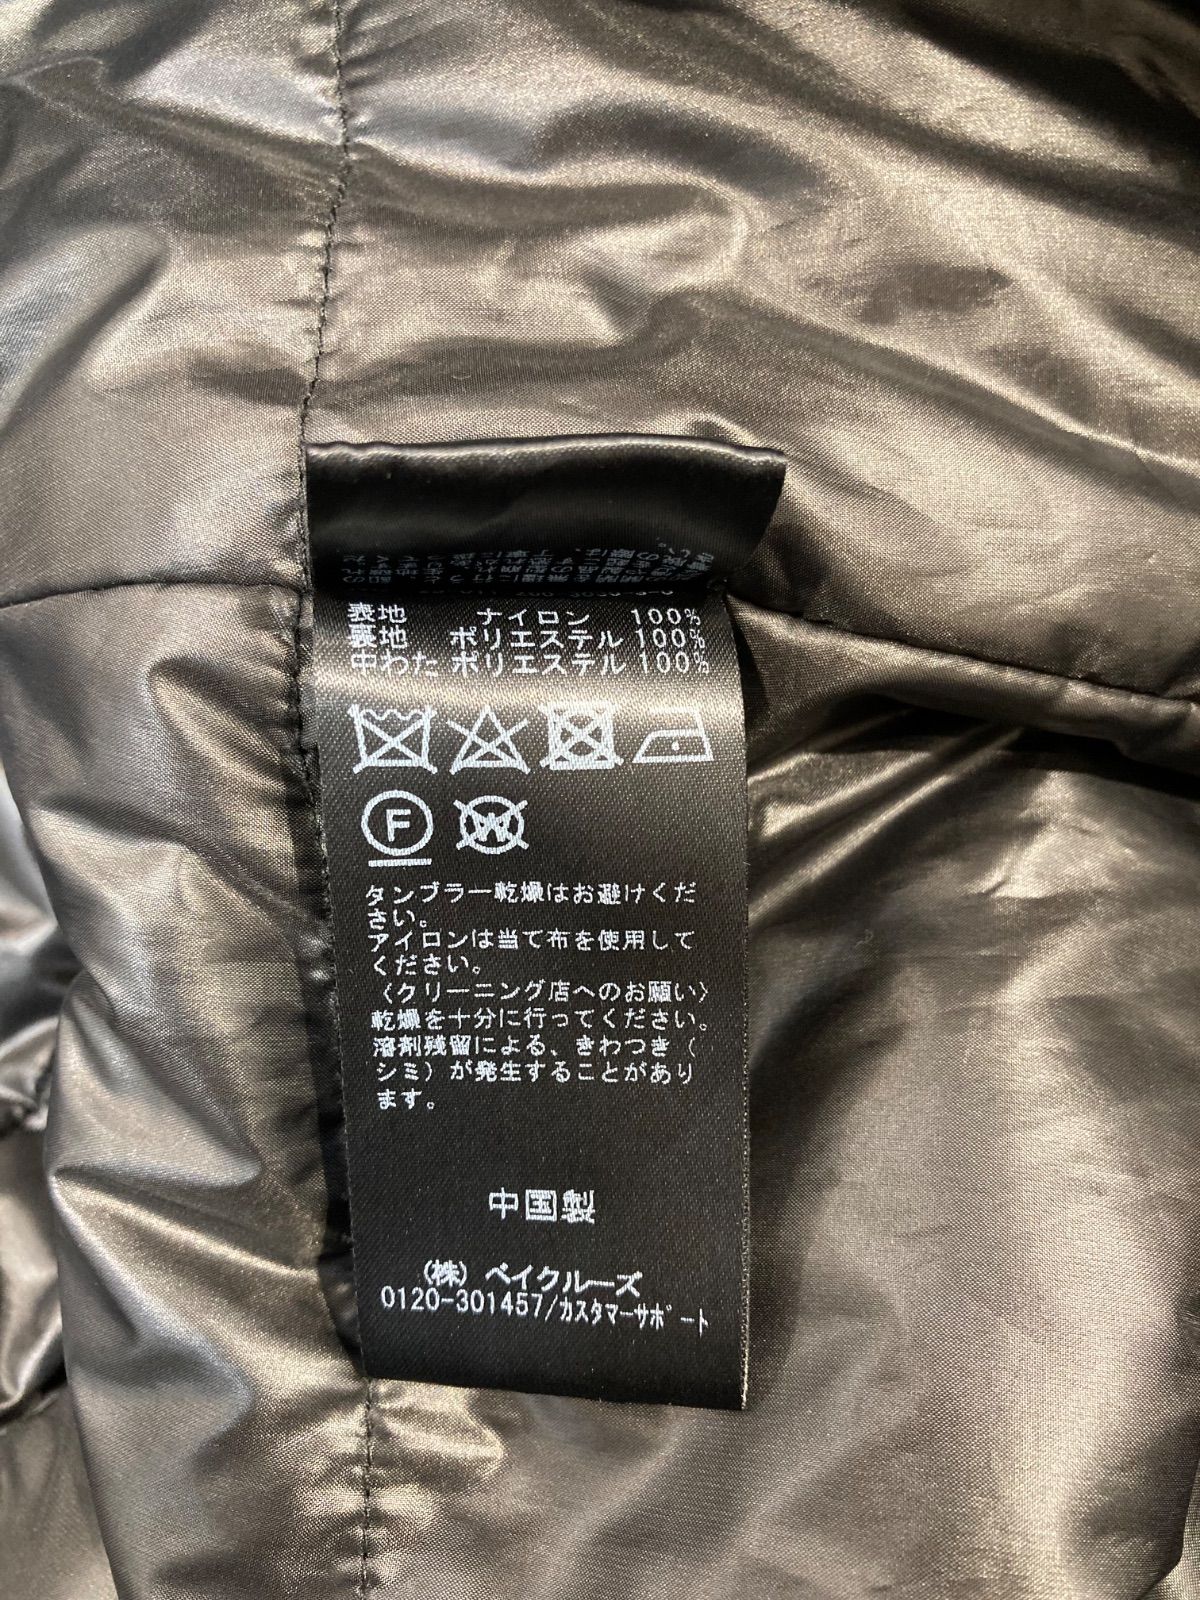 表地 ナイロン 100%
裏地 ポリエステル 100%
中わた ポリエステル 100%
F W
タンブラー乾燥はお避けくだ
さい。
アイロンは当て布を使用して
ください。
〈クリーニング店へのお願い〉
乾燥を十分に行ってください。
溶剤残留による、きわつき（
シミ）が発生することがあり
ます。
中国製
(株) ベイクルーズ
0120-301457/ｶｽﾀﾏｰｻﾎﾟｰﾄ